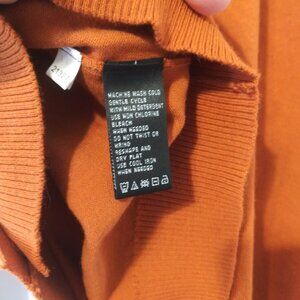 MACHINE WASH COLD
GENTLE CYCLE
WITH MILD DETERGENT
USE NON CHLORINE
BLEACH
WHEN NEEDED
DO NOT TWIST OR
WRING
RESHAPE AND
DRY FLAT
USE COOL IRON
WHEN NEEDED